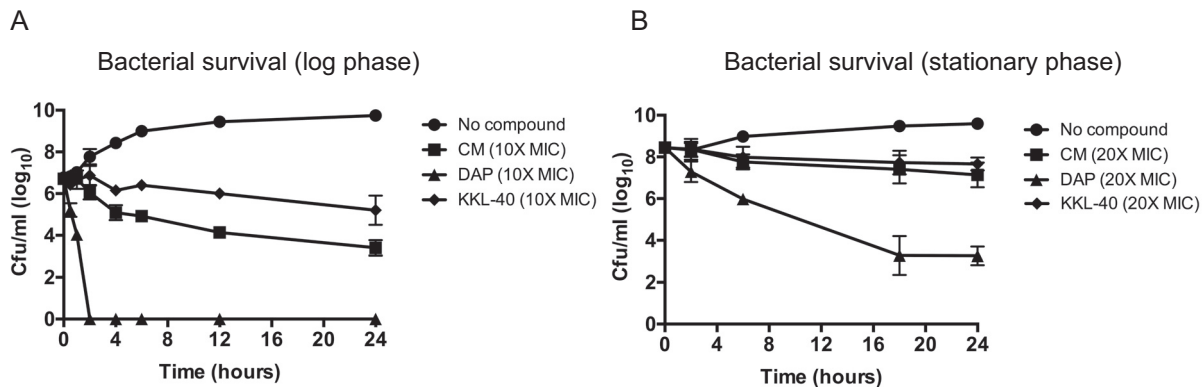 A
Bacterial survival (log phase)
Cfu/ml (log10)
10
8
6
4
2
0
0 4 8 12 16 20 24
Time (hours)
No compound
CM (10X MIC)
DAP (10X MIC)
KKL-40 (10X MIC)
B
Bacterial survival (stationary phase)
Cfu/ml (log10)
10
8
6
4
2
0
0 4 8 12 16 20 24
Time (hours)
No compound
CM (20X MIC)
DAP (20X MIC)
KKL-40 (20X MIC)